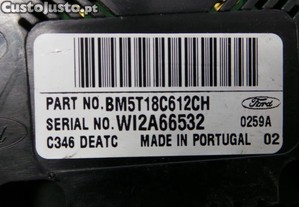 CustoJusto.pt
PART NO.BM5T18C612CH
Ford
SERIAL NO.WI2A66532
0259A
C346 DEATC MADE IN PORTUGAL 02